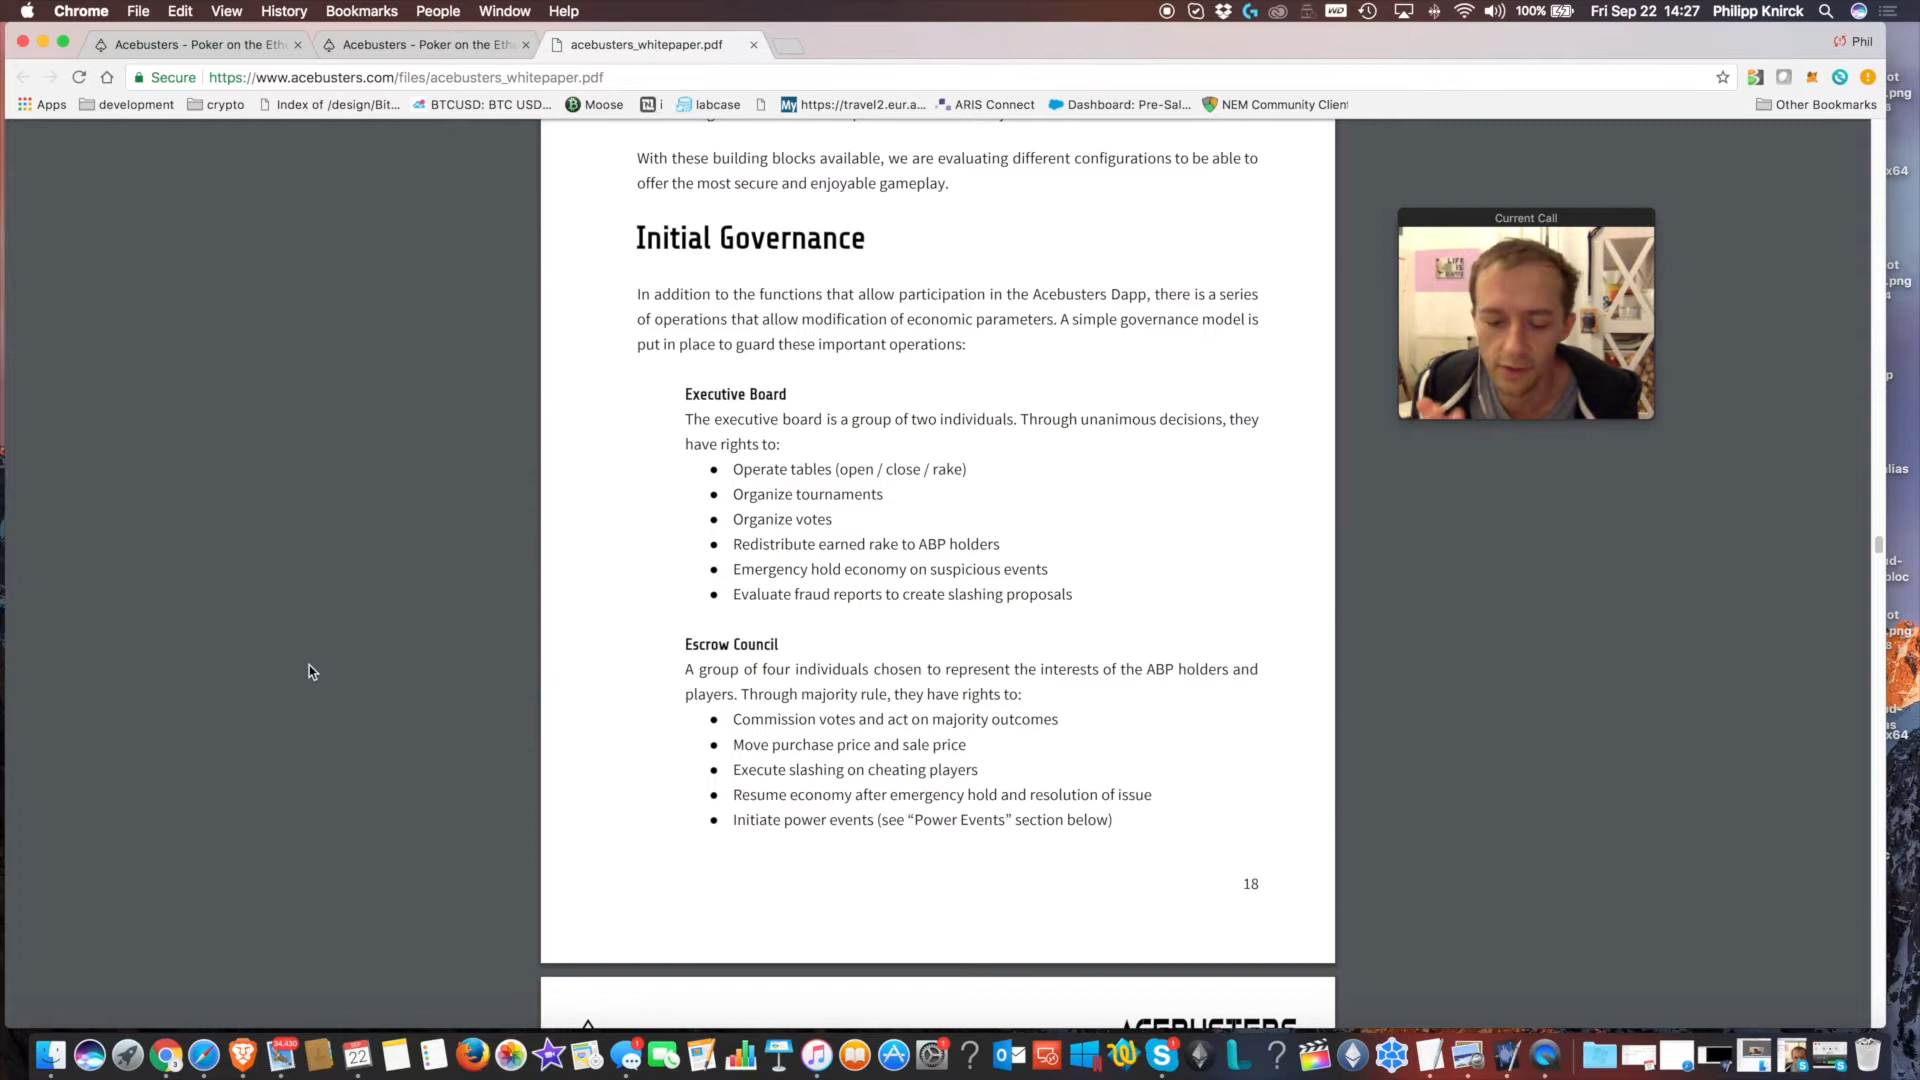 Chrome File Edit View History Bookmarks People Window Help
100% Fri Sep 22 14:27 Philipp Knirck
Acebusters - Poker on the Eth
Acebusters - Poker on the Eth
acebusters_whitepaper.pdf
Phil
Secure https://www.acebusters.com/files/acebusters_whitepaper.pdf
Apps development crypto Index of /design/Bit... BTCUSD: BTC USD... Moose i labcase My https://travel2.eur.a... ARIS Connect Dashboard: Pre-Sal... NEM Community Client Other Bookmarks
With these building blocks available, we are evaluating different configurations to be able to
offer the most secure and enjoyable gameplay.
Current Call
Initial Governance
In addition to the functions that allow participation in the Acebusters Dapp, there is a series
of operations that allow modification of economic parameters. A simple governance model is
put in place to guard these important operations:
Executive Board
The executive board is a group of two individuals. Through unanimous decisions, they
have rights to:
● Operate tables (open / close / rake)
● Organize tournaments
● Organize votes
● Redistribute earned rake to ABP holders
● Emergency hold economy on suspicious events
● Evaluate fraud reports to create slashing proposals
Escrow Council
A group of four individuals chosen to represent the interests of the ABP holders and
players. Through majority rule, they have rights to:
● Commission votes and act on majority outcomes
● Move purchase price and sale price
● Execute slashing on cheating players
● Resume economy after emergency hold and resolution of issue
● Initiate power events (see “Power Events” section below)
18
ACEBUSTERS